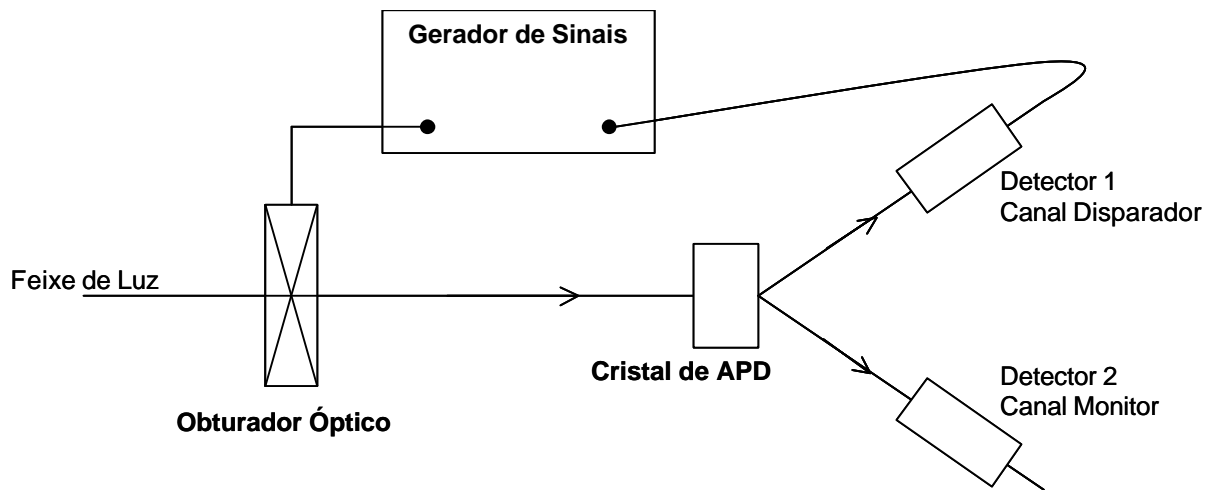 Gerador de Sinais
Detector 1
Canal Disparador
Feixe de Luz
Cristal de APD
Detector 2
Canal Monitor
Obturador Óptico